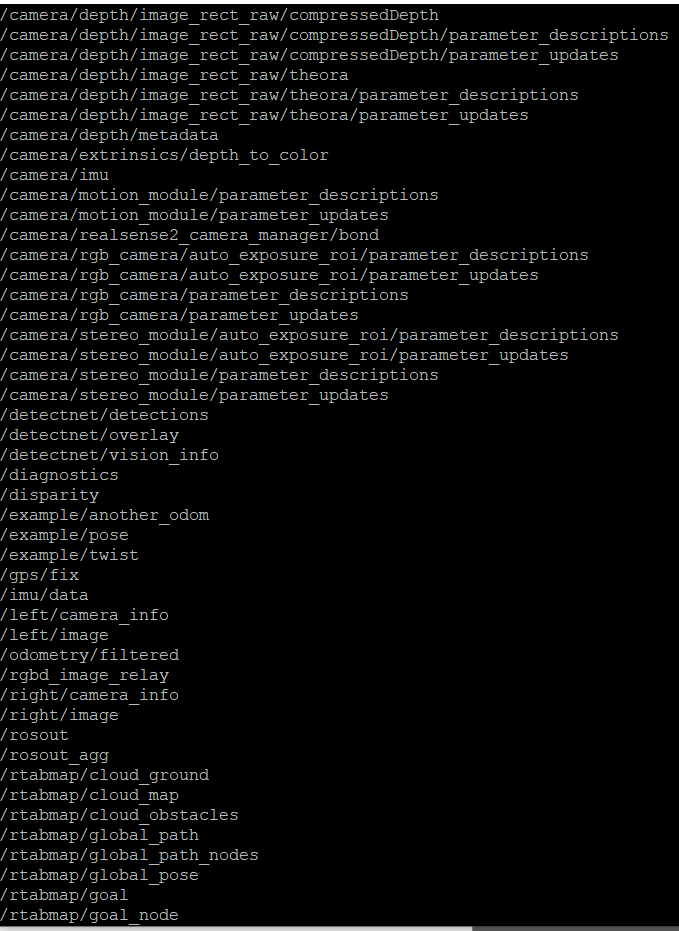 /camera/depth/image_rect_raw/compressedDepth
/camera/depth/image_rect_raw/compressedDepth/parameter_descriptions
/camera/depth/image_rect_raw/compressedDepth/parameter_updates
/camera/depth/image_rect_raw/theora
/camera/depth/image_rect_raw/theora/parameter_descriptions
/camera/depth/image_rect_raw/theora/parameter_updates
/camera/depth/metadata
/camera/extrinsics/depth_to_color
/camera/imu
/camera/motion_module/parameter_descriptions
/camera/motion_module/parameter_updates
/camera/realsense2_camera_manager/bond
/camera/rgb_camera/auto_exposure_roi/parameter_descriptions
/camera/rgb_camera/auto_exposure_roi/parameter_updates
/camera/rgb_camera/parameter_descriptions
/camera/rgb_camera/parameter_updates
/camera/stereo_module/auto_exposure_roi/parameter_descriptions
/camera/stereo_module/auto_exposure_roi/parameter_updates
/camera/stereo_module/parameter_descriptions
/camera/stereo_module/parameter_updates
/detectnet/detections
/detectnet/overlay
/detectnet/vision_info
/diagnostics
/disparity
/example/another_odom
/example/pose
/example/twist
/gps/fix
/imu/data
/left/camera_info
/left/image
/odometry/filtered
/rgbd_image_relay
/right/camera_info
/right/image
/rosout
/rosout_agg
/rtabmap/cloud_ground
/rtabmap/cloud_map
/rtabmap/cloud_obstacles
/rtabmap/global_path
/rtabmap/global_path_nodes
/rtabmap/global_pose
/rtabmap/goal
/rtabmap/goal_node